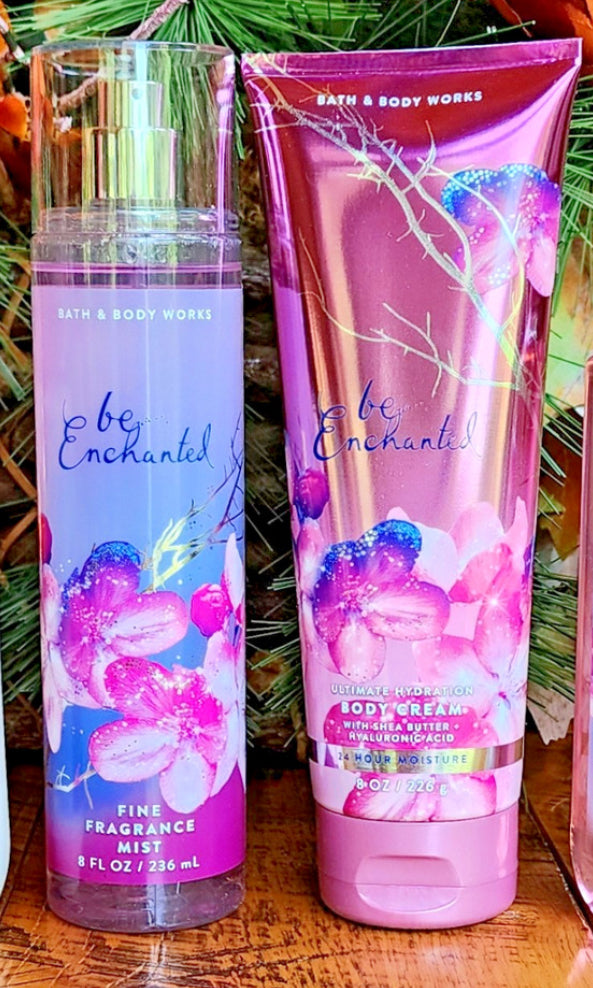 BATH & BODY WORKS
be
Enchanted
FINE
FRAGRANCE
MIST
8 FL OZ / 236 mL
BATH & BODY WORKS
be
Enchanted
ULTIMATE HYDRATION
BODY CREAM
WITH SHEA BUTTER +
HYALURONIC ACID
24 HOUR MOISTURE
8 OZ / 226 g